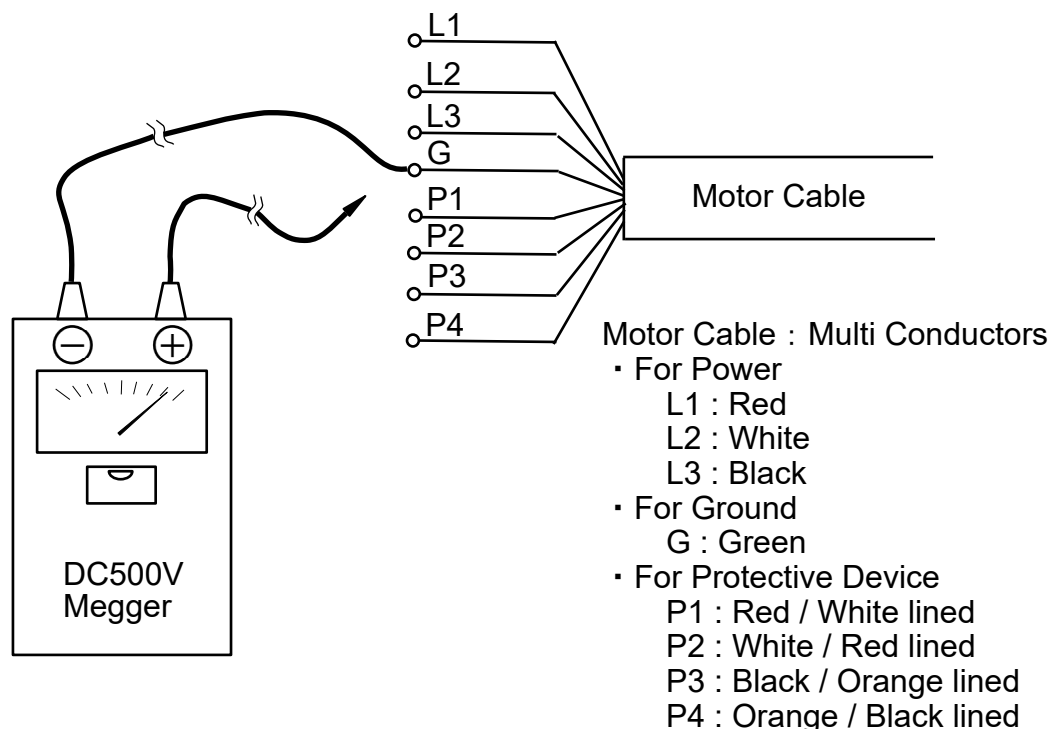 L1
L2
L3
G
P1
P2
P3
P4
Motor Cable
−
+
DC500V
Megger
Motor Cable : Multi Conductors
・For Power
L1 : Red
L2 : White
L3 : Black
・For Ground
G : Green
・For Protective Device
P1 : Red / White lined
P2 : White / Red lined
P3 : Black / Orange lined
P4 : Orange / Black lined